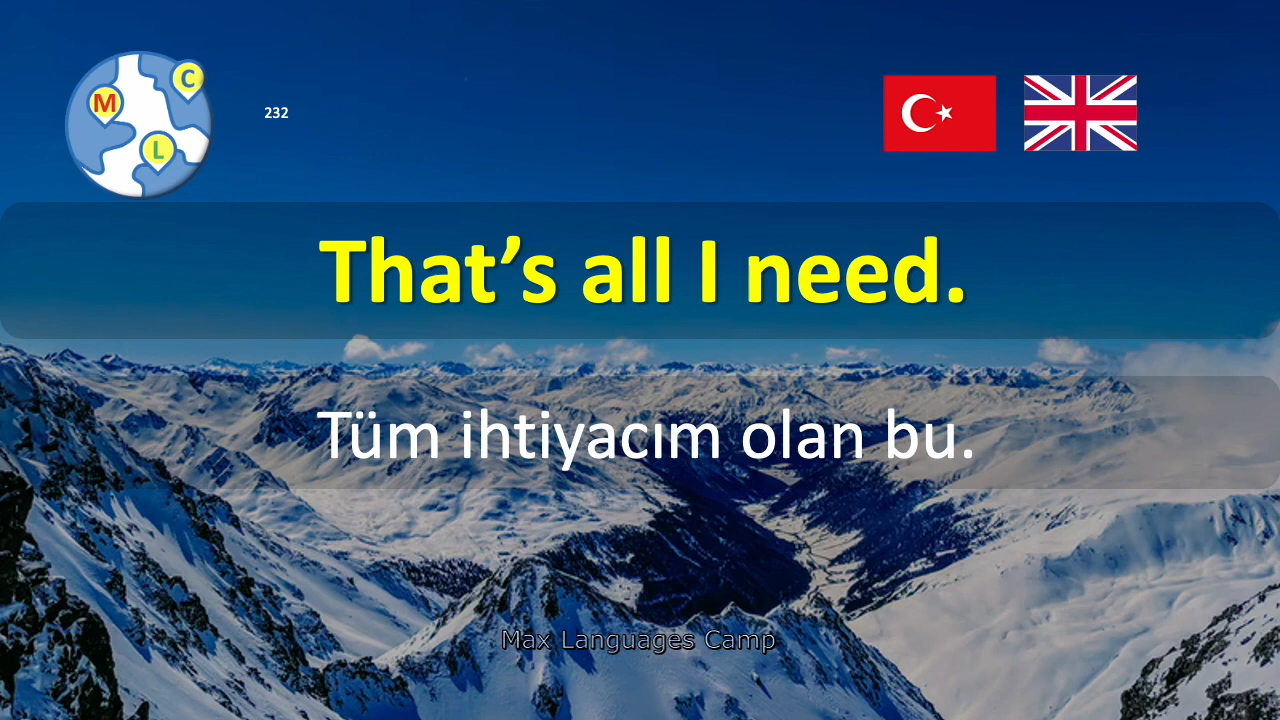 C
M
232
L
That’s all I need.
Tüm ihtiyacım olan bu.
Max Languages Camp